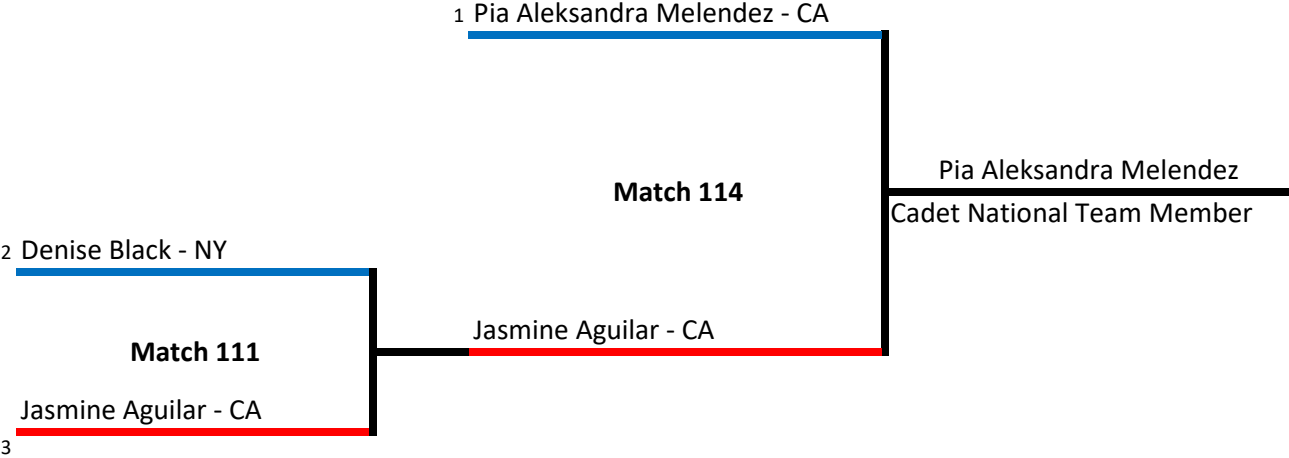 1 Pia Aleksandra Melendez - CA
Match 114
Pia Aleksandra Melendez
Cadet National Team Member
2 Denise Black - NY
Jasmine Aguilar - CA
Match 111
Jasmine Aguilar - CA
3